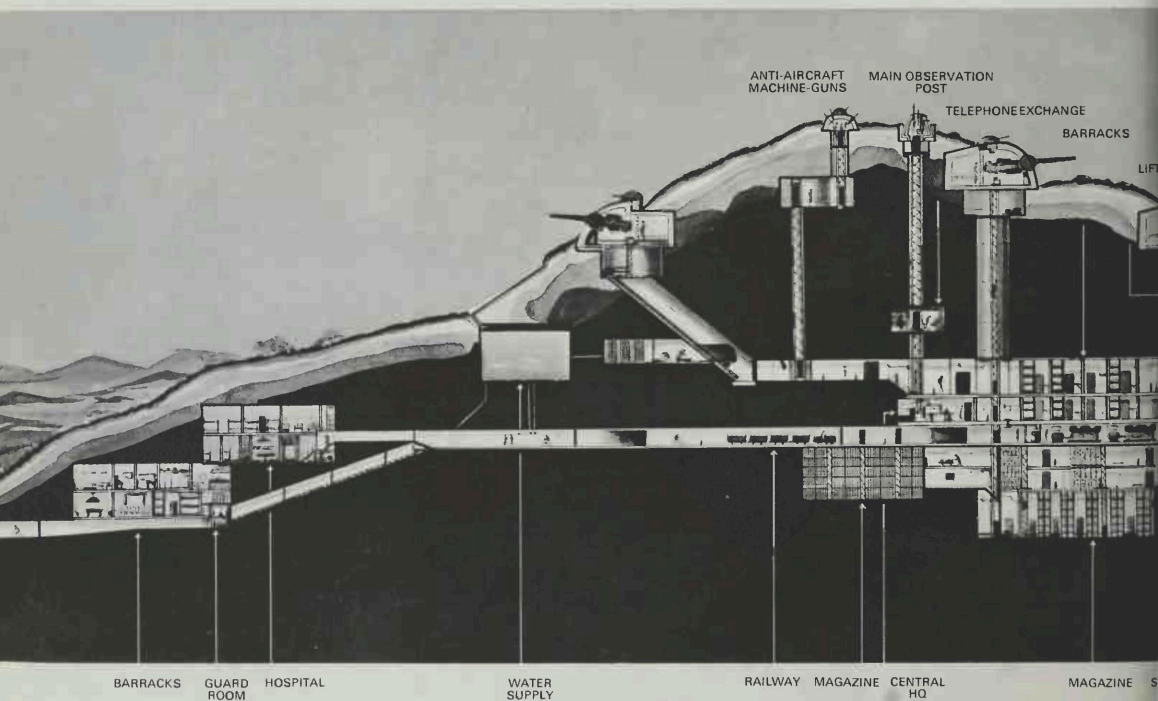 ANTI-AIRCRAFT
MACHINE-GUNS
MAIN OBSERVATION
POST
TELEPHONE EXCHANGE
BARRACKS
LIFT
BARRACKS
GUARD
ROOM
HOSPITAL
WATER
SUPPLY
RAILWAY
MAGAZINE
CENTRAL
HQ
MAGAZINE
S